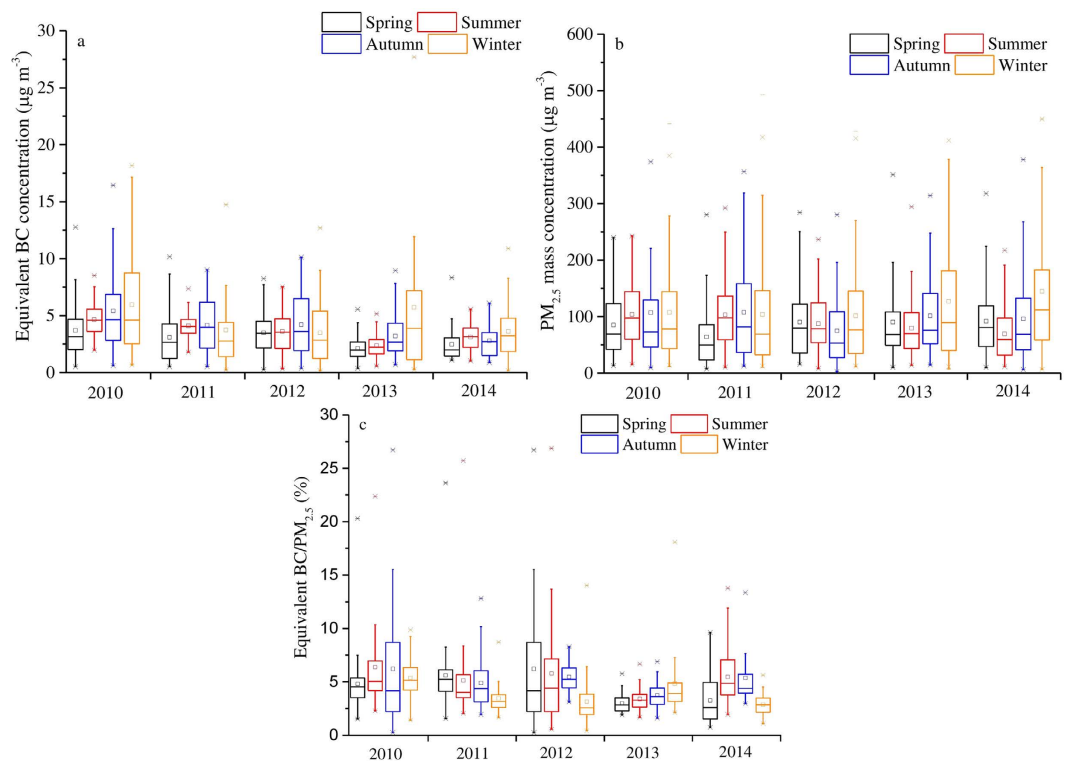 a
Spring Summer
Autumn Winter
Equivalent BC concentration (μg m⁻³)
30
25
20
15
10
5
0
2010 2011 2012 2013 2014
b
Spring Summer
Autumn Winter
PM₂.₅ mass concentration (μg m⁻³)
600
500
450
300
200
100
0
2010 2011 2012 2013 2014
c
Spring Summer
Autumn Winter
Equivalent BC/PM₂.₅ (%)
30
25
20
15
10
5
0
2010 2011 2012 2013 2014